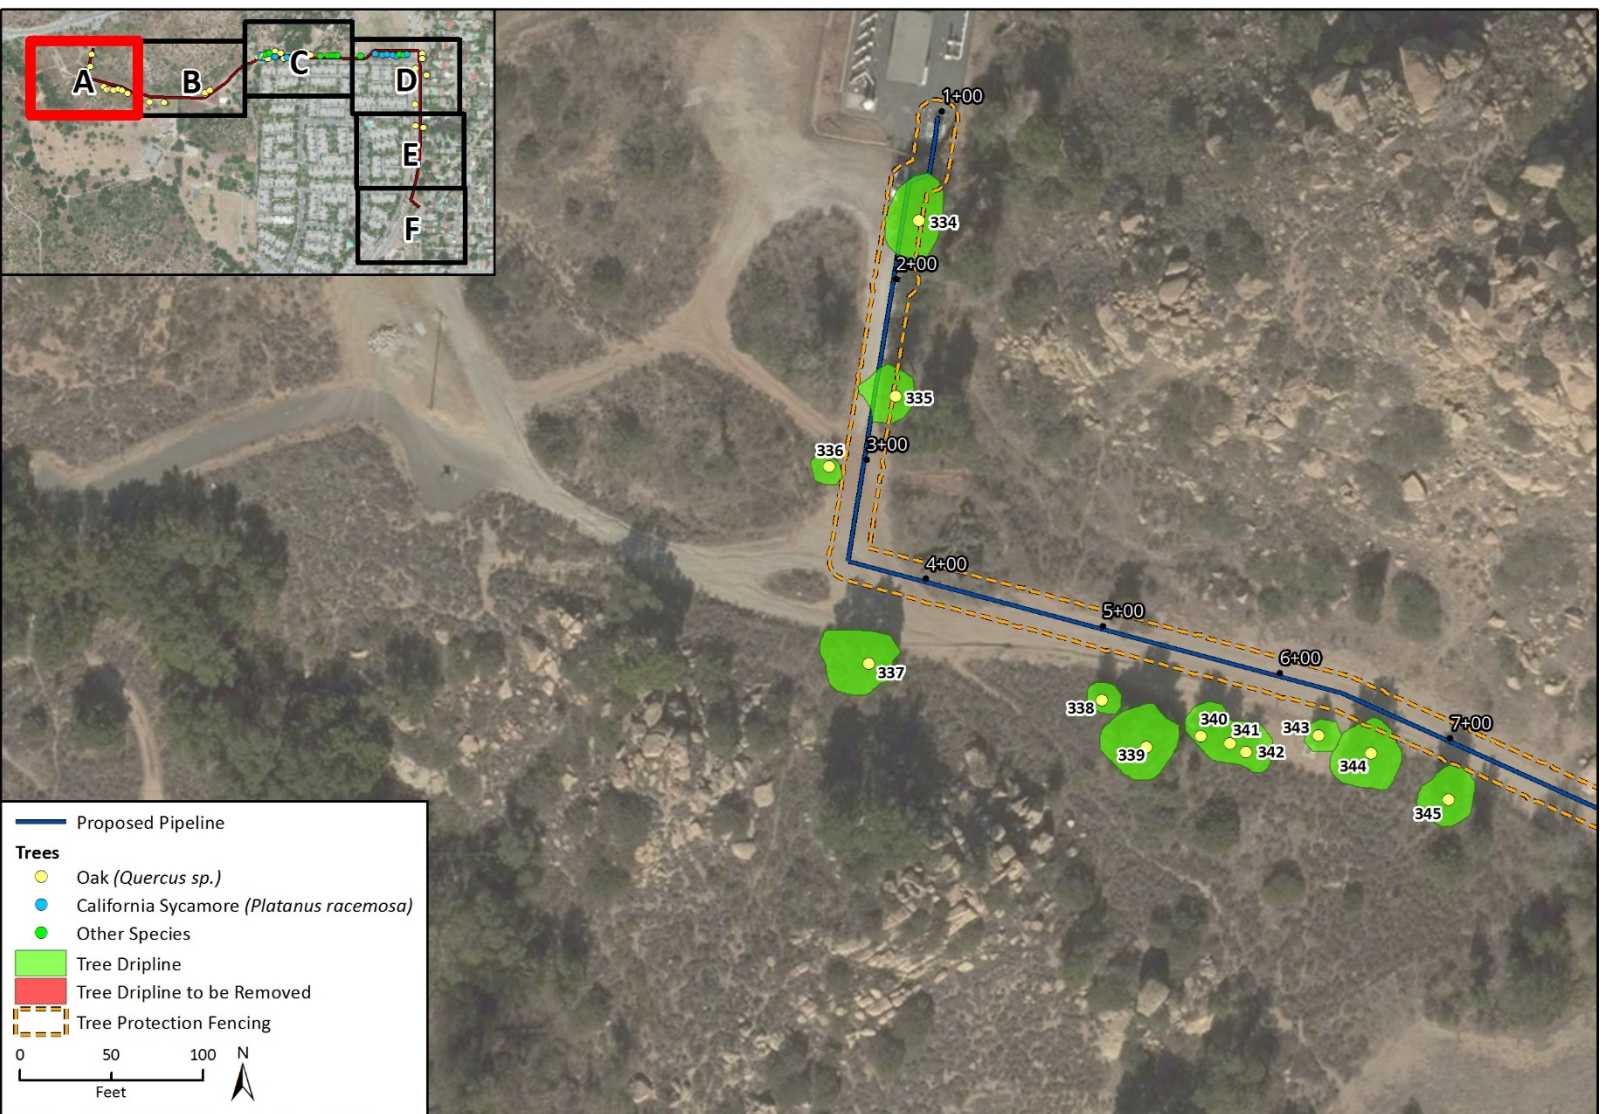 A
B
C
D
E
F
1+00
334
2+00
335
3+00
336
4+00
5+00
337
6+00
338
339
340
341
342
343
344
7+00
345
Proposed Pipeline
Trees
Oak (Quercus sp.)
California Sycamore (Platanus racemosa)
Other Species
Tree Dripline
Tree Dripline to be Removed
Tree Protection Fencing
0 50 100
Feet
N